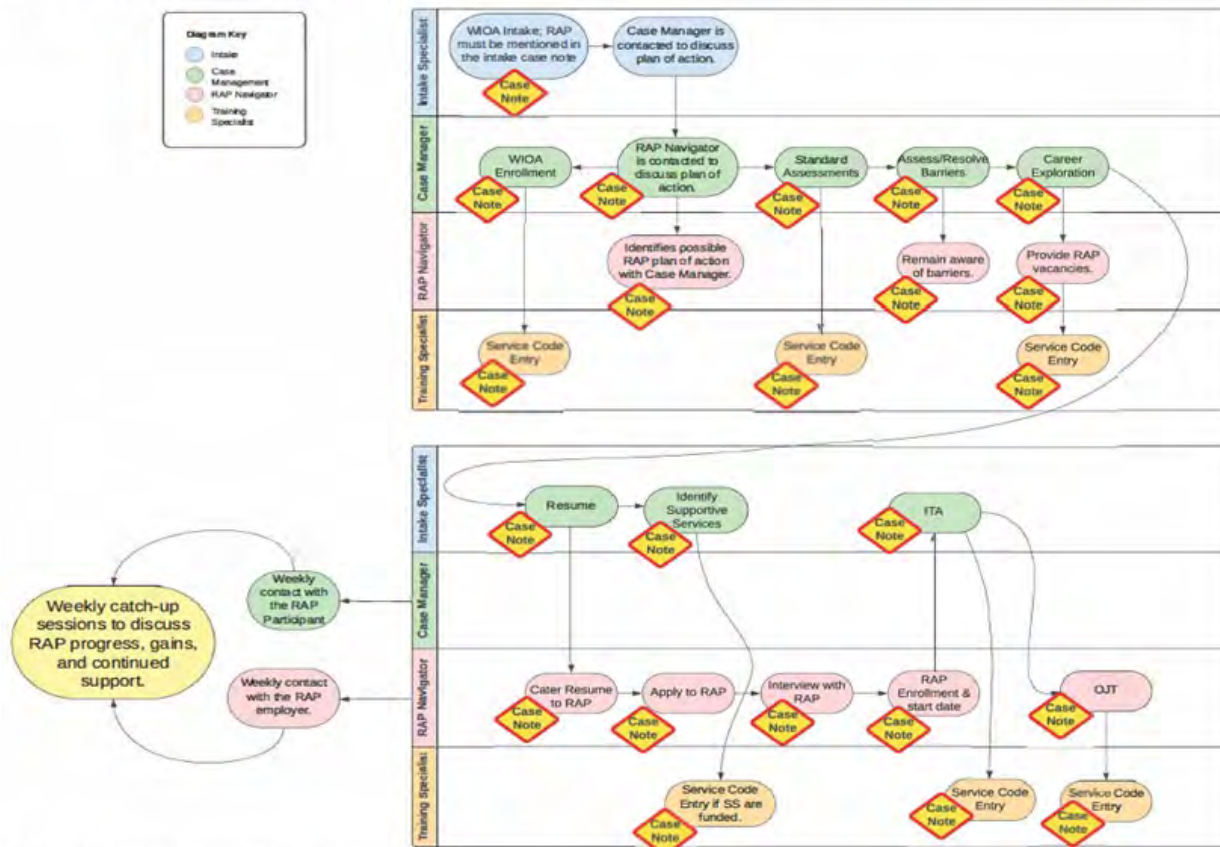 Diagram Key
Intake
Case
Management
RAP Navigator
Training
Specialist
Intake Specialist
WIOA Intake; RAP
must be mentioned in
the intake case note
Case
Note
Case Manager is
contacted to discuss
plan of action.
Case Manager
WIOA
Enrollment
Case
Note
RAP Navigator
is contacted to
discuss plan of
action.
Case
Note
Standard
Assessments
Case
Note
Assess/Resolve
Barriers
Case
Note
Career
Exploration
Case
Note
RAP Navigator
Identifies possible
RAP plan of action
with Case Manager.
Case
Note
Remain aware
of barriers.
Case
Note
Provide RAP
vacancies.
Case
Note
Training Specialist
Service Code
Entry
Case
Note
Service Code
Entry
Case
Note
Service Code
Entry
Case
Note
Intake Specialist
Resume
Case
Note
Identify
Supportive
Services
Case
Note
ITA
Case
Note
Case Manager
Weekly
contact with
the RAP
Participant
Weekly catch-up
sessions to discuss
RAP progress, gains,
and continued
support.
Weekly contact
with the RAP
employer.
RAP Navigator
Cater Resume
to RAP
Case
Note
Apply to RAP
Case
Note
Interview with
RAP
Case
Note
RAP
Enrollment &
start date
Case
Note
OJT
Case
Note
Training Specialist
Service Code
Entry if SS are
funded.
Case
Note
Service Code
Entry
Case
Note
Service Code
Entry
Case
Note